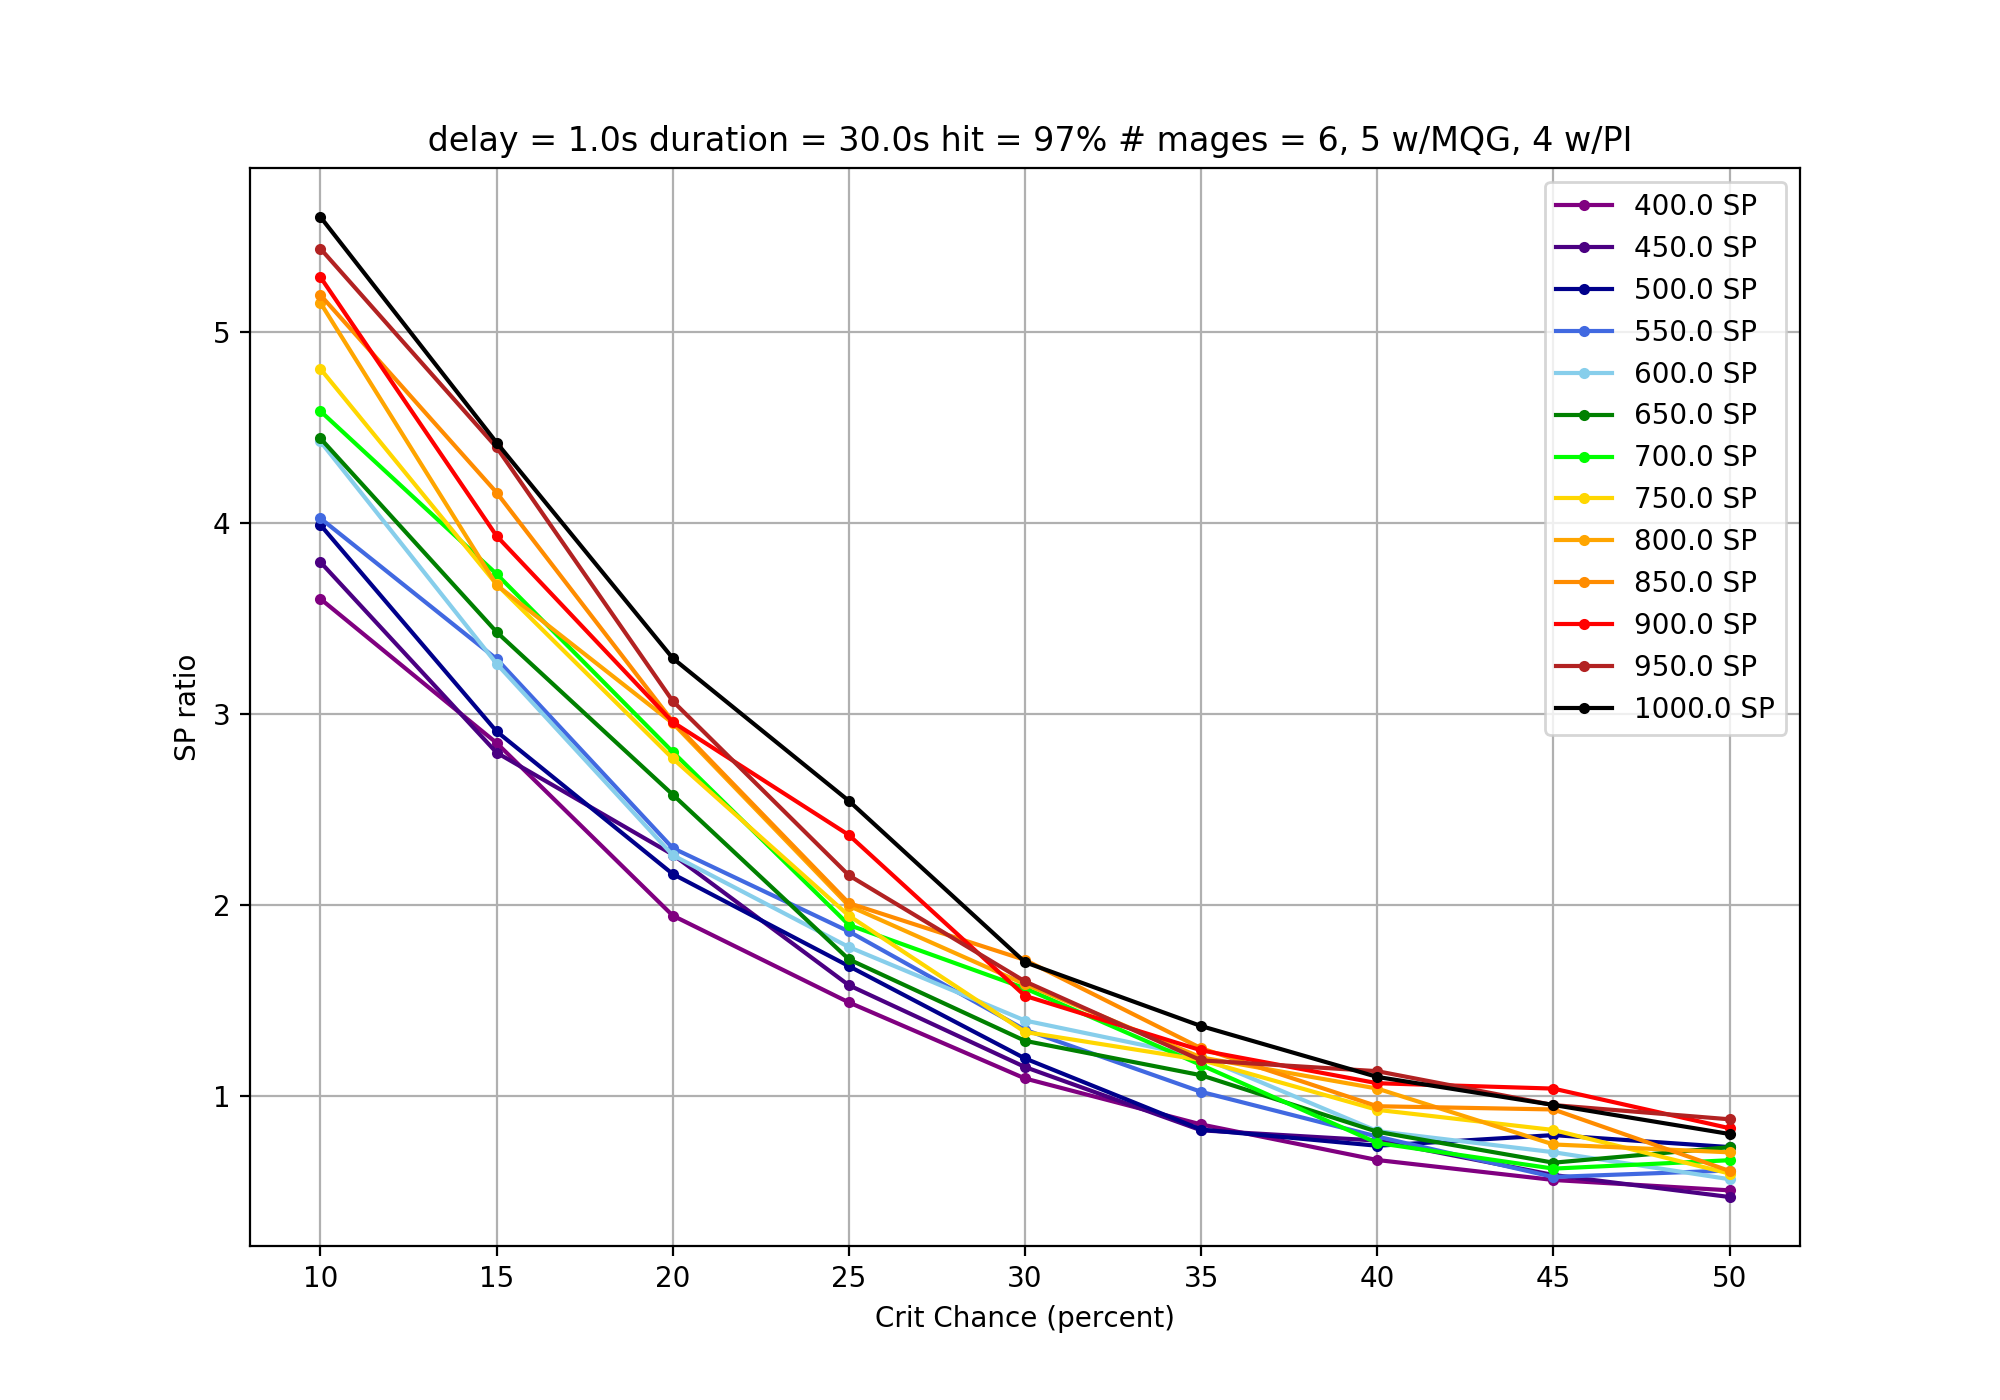 delay = 1.0s duration = 30.0s hit = 97% # mages = 6, 5 w/MQG, 4 w/PI
400.0 SP
450.0 SP
500.0 SP
550.0 SP
600.0 SP
650.0 SP
700.0 SP
750.0 SP
800.0 SP
850.0 SP
900.0 SP
950.0 SP
1000.0 SP
SP ratio
5
4
3
2
1
10 15 20 25 30 35 40 45 50
Crit Chance (percent)